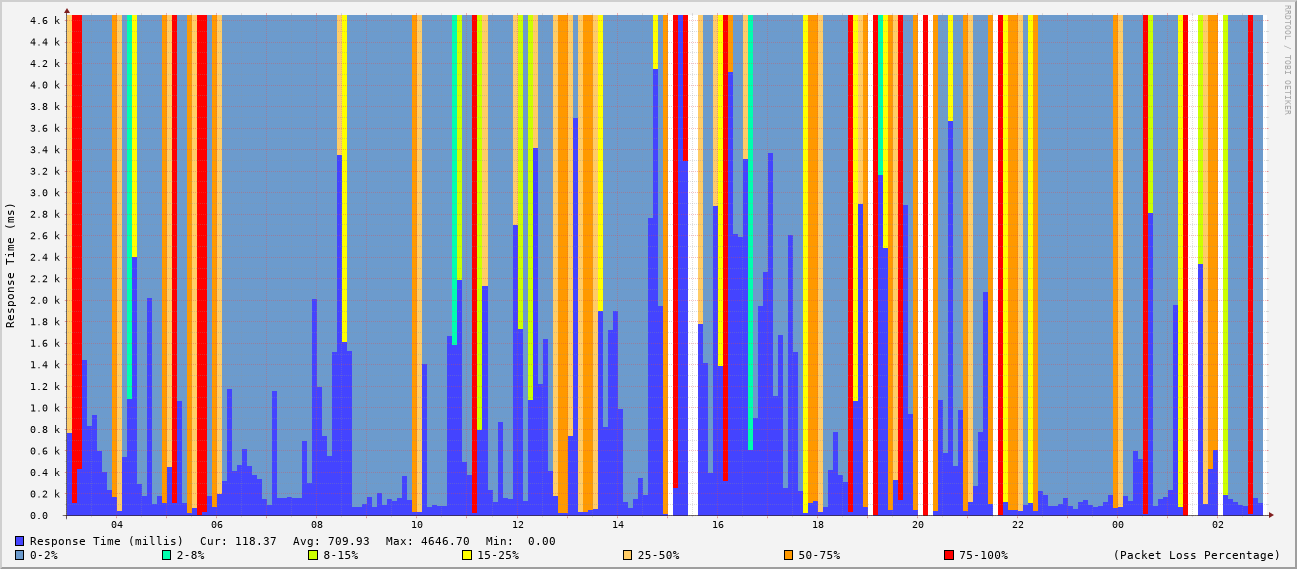 RRDTOOL / TOBI OETIKER
Response Time (ms)
4.6 k
4.4 k
4.2 k
4.0 k
3.8 k
3.6 k
3.4 k
3.2 k
3.0 k
2.8 k
2.6 k
2.4 k
2.2 k
2.0 k
1.8 k
1.6 k
1.4 k
1.2 k
1.0 k
0.8 k
0.6 k
0.4 k
0.2 k
0.0
04 06 08 10 12 14 16 18 20 22 00 02
Response Time (millis) Cur: 118.37 Avg: 709.93 Max: 4646.70 Min: 0.00
0-2% 2-8% 8-15% 15-25% 25-50% 50-75% 75-100% (Packet Loss Percentage)